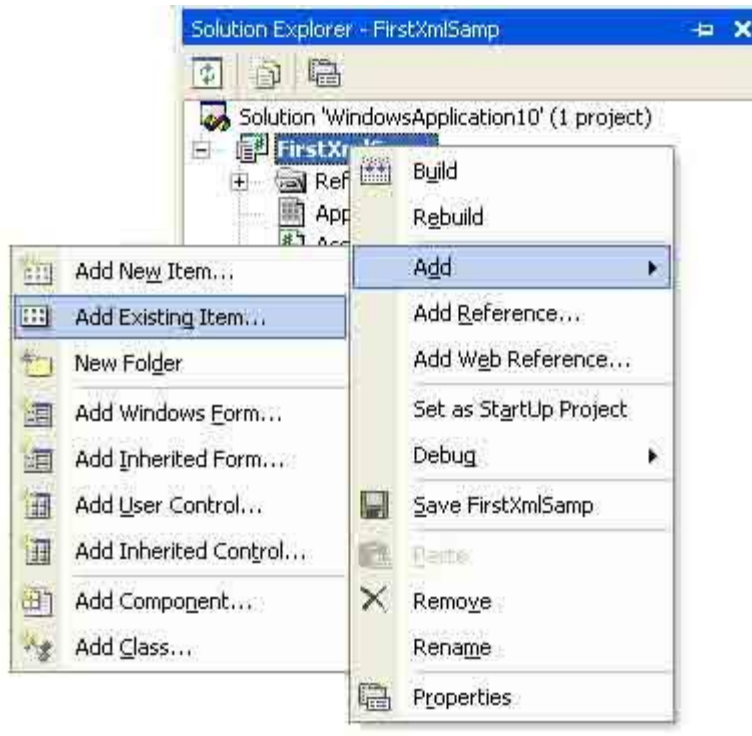 Solution Explorer - FirstXmlSamp
Solution 'WindowsApplication10' (1 project)
Build
Rebuild
Add
Add Reference...
Add Web Reference...
Set as StartUp Project
Debug
Save FirstXmlSamp
Paste
Remove
Rename
Properties
Add New Item...
Add Existing Item...
New Folder
Add Windows Form...
Add Inherited Form...
Add User Control...
Add Inherited Control...
Add Component...
Add Class...